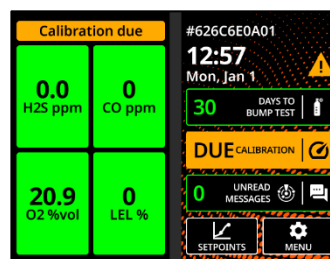 Calibration due
0.0
H2S ppm
0
CO ppm
20.9
O2 %vol
0
LEL %
#626C6E0A01
12:57
Mon, Jan 1
30
DAYS TO
BUMP TEST
DUE
CALIBRATION
0
UNREAD
MESSAGES
SETPOINTS
MENU